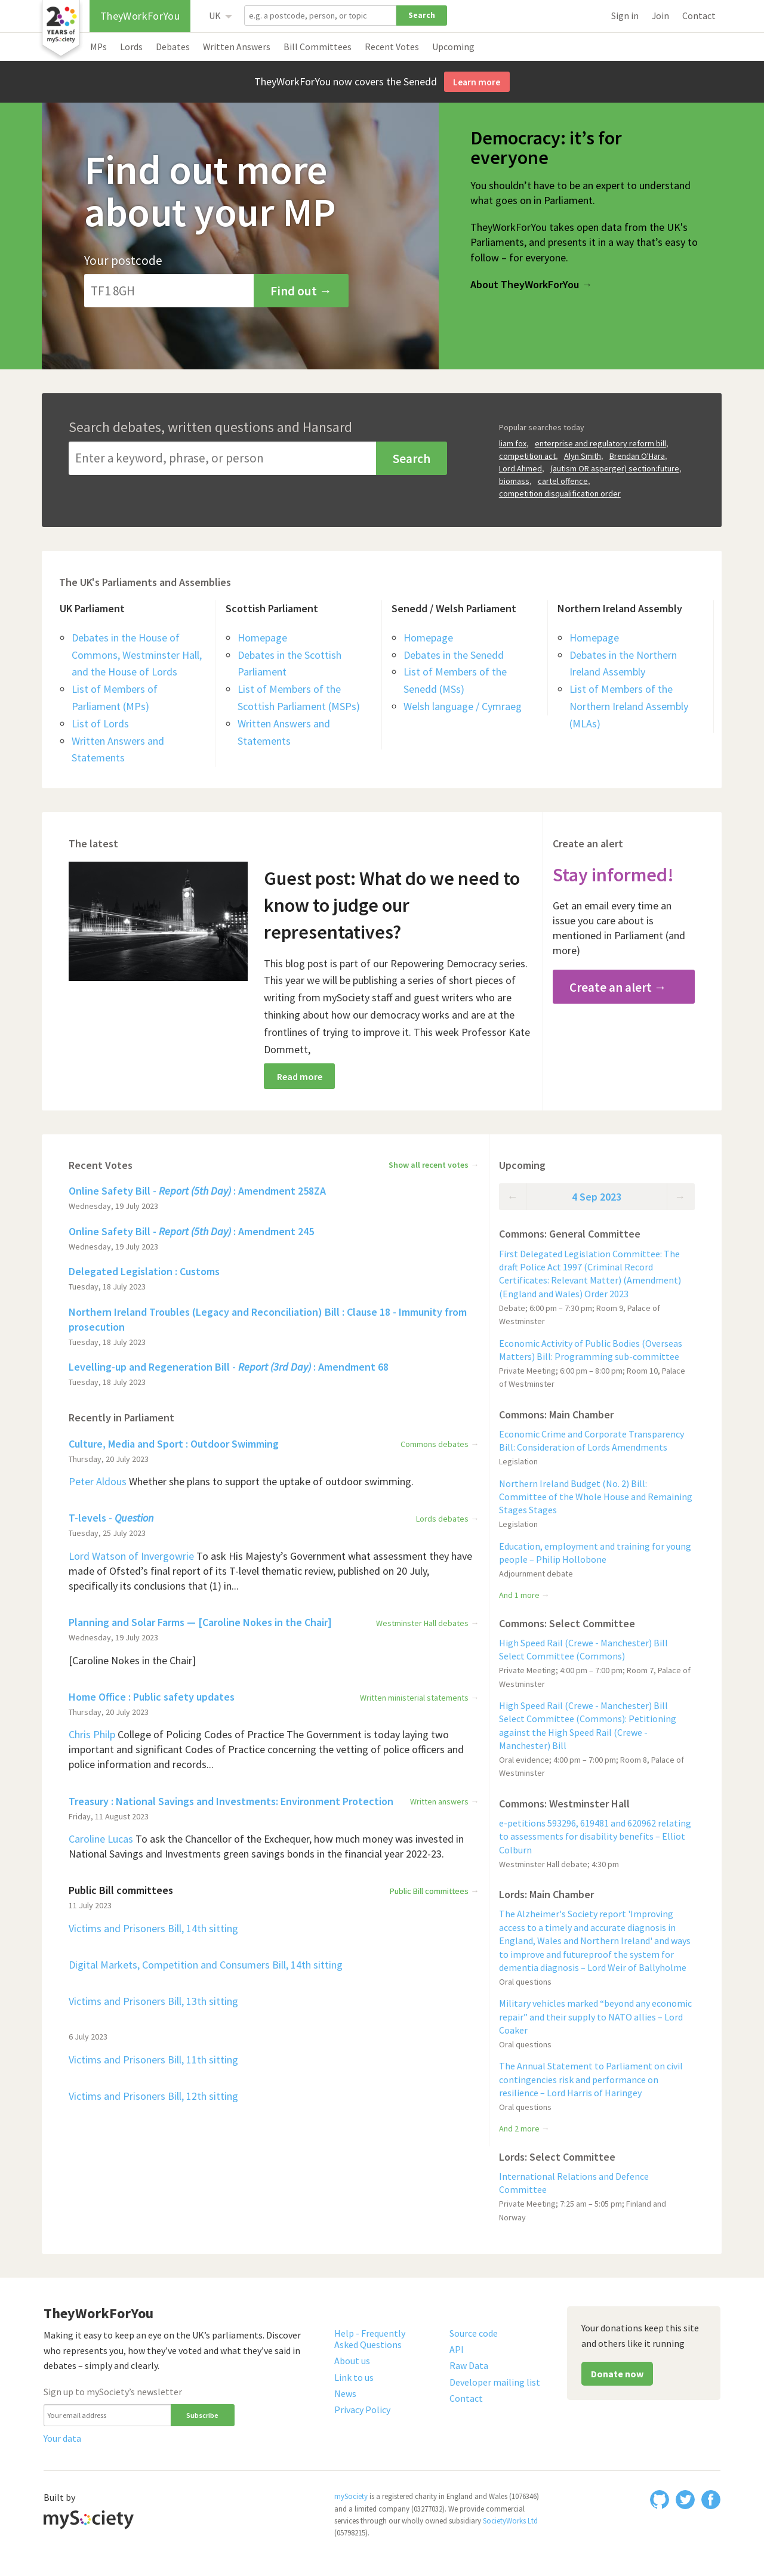 20
YEARS of
mySociety
TheyWorkForYou
UK
e.g. a postcode, person, or topic
Search
Sign in
Join
Contact
MPs
Lords
Debates
Written Answers
Bill Committees
Recent Votes
Upcoming
TheyWorkForYou now covers the Senedd
Learn more
Find out more
about your MP
Your postcode
TF1 8GH
Find out →
Democracy: it’s for
everyone
You shouldn’t have to be an expert to understand
what goes on in Parliament.
TheyWorkForYou takes open data from the UK's
Parliaments, and presents it in a way that’s easy to
follow – for everyone.
About TheyWorkForYou →
Search debates, written questions and Hansard
Enter a keyword, phrase, or person
Search
Popular searches today
liam fox, enterprise and regulatory reform bill,
competition act, Alyn Smith, Brendan O'Hara,
Lord Ahmed, (autism OR asperger) section:future,
biomass, cartel offence,
competition disqualification order
The UK's Parliaments and Assemblies
UK Parliament
Debates in the House of
Commons, Westminster Hall,
and the House of Lords
List of Members of
Parliament (MPs)
List of Lords
Written Answers and
Statements
Scottish Parliament
Homepage
Debates in the Scottish
Parliament
List of Members of the
Scottish Parliament (MSPs)
Written Answers and
Statements
Senedd / Welsh Parliament
Homepage
Debates in the Senedd
List of Members of the
Senedd (MSs)
Welsh language / Cymraeg
Northern Ireland Assembly
Homepage
Debates in the Northern
Ireland Assembly
List of Members of the
Northern Ireland Assembly
(MLAs)
The latest
Guest post: What do we need to
know to judge our
representatives?
This blog post is part of our Repowering Democracy series.
This year we will be publishing a series of short pieces of
writing from mySociety staff and guest writers who are
thinking about how our democracy works and are at the
frontlines of trying to improve it. This week Professor Kate
Dommett,
Read more
Create an alert
Stay informed!
Get an email every time an
issue you care about is
mentioned in Parliament (and
more)
Create an alert →
Recent Votes
Show all recent votes →
Online Safety Bill - Report (5th Day) : Amendment 258ZA
Wednesday, 19 July 2023
Online Safety Bill - Report (5th Day) : Amendment 245
Wednesday, 19 July 2023
Delegated Legislation : Customs
Tuesday, 18 July 2023
Northern Ireland Troubles (Legacy and Reconciliation) Bill : Clause 18 - Immunity from
prosecution
Tuesday, 18 July 2023
Levelling-up and Regeneration Bill - Report (3rd Day) : Amendment 68
Tuesday, 18 July 2023
Recently in Parliament
Culture, Media and Sport : Outdoor Swimming
Commons debates →
Thursday, 20 July 2023
Peter Aldous Whether she plans to support the uptake of outdoor swimming.
T-levels - Question
Lords debates →
Tuesday, 25 July 2023
Lord Watson of Invergowrie To ask His Majesty’s Government what assessment they have
made of Ofsted’s final report of its T-level thematic review, published on 20 July,
specifically its conclusions that (1) in...
Planning and Solar Farms — [Caroline Nokes in the Chair]
Westminster Hall debates →
Wednesday, 19 July 2023
[Caroline Nokes in the Chair]
Home Office : Public safety updates
Written ministerial statements →
Thursday, 20 July 2023
Chris Philp College of Policing Codes of Practice The Government is today laying two
important and significant Codes of Practice concerning the vetting of police officers and
police information and records...
Treasury : National Savings and Investments: Environment Protection
Written answers →
Friday, 11 August 2023
Caroline Lucas To ask the Chancellor of the Exchequer, how much money was invested in
National Savings and Investments green savings bonds in the financial year 2022-23.
Public Bill committees
Public Bill committees →
11 July 2023
Victims and Prisoners Bill, 14th sitting
Digital Markets, Competition and Consumers Bill, 14th sitting
Victims and Prisoners Bill, 13th sitting
6 July 2023
Victims and Prisoners Bill, 11th sitting
Victims and Prisoners Bill, 12th sitting
Upcoming
← 4 Sep 2023 →
Commons: General Committee
First Delegated Legislation Committee: The
draft Police Act 1997 (Criminal Record
Certificates: Relevant Matter) (Amendment)
(England and Wales) Order 2023
Debate; 6:00 pm – 7:30 pm; Room 9, Palace of
Westminster
Economic Activity of Public Bodies (Overseas
Matters) Bill: Programming sub-committee
Private Meeting; 6:00 pm – 8:00 pm; Room 10, Palace
of Westminster
Commons: Main Chamber
Economic Crime and Corporate Transparency
Bill: Consideration of Lords Amendments
Legislation
Northern Ireland Budget (No. 2) Bill:
Committee of the Whole House and Remaining
Stages Stages
Legislation
Education, employment and training for young
people – Philip Hollobone
Adjournment debate
And 1 more →
Commons: Select Committee
High Speed Rail (Crewe - Manchester) Bill
Select Committee (Commons)
Private Meeting; 4:00 pm – 7:00 pm; Room 7, Palace of
Westminster
High Speed Rail (Crewe - Manchester) Bill
Select Committee (Commons): Petitioning
against the High Speed Rail (Crewe -
Manchester) Bill
Oral evidence; 4:00 pm – 7:00 pm; Room 8, Palace of
Westminster
Commons: Westminster Hall
e-petitions 593296, 619481 and 620962 relating
to assessments for disability benefits – Elliot
Colburn
Westminster Hall debate; 4:30 pm
Lords: Main Chamber
The Alzheimer's Society report 'Improving
access to a timely and accurate diagnosis in
England, Wales and Northern Ireland' and ways
to improve and futureproof the system for
dementia diagnosis – Lord Weir of Ballyholme
Oral questions
Military vehicles marked “beyond any economic
repair” and their supply to NATO allies – Lord
Coaker
Oral questions
The Annual Statement to Parliament on civil
contingencies risk and performance on
resilience – Lord Harris of Haringey
Oral questions
And 2 more →
Lords: Select Committee
International Relations and Defence
Committee
Private Meeting; 7:25 am – 5:05 pm; Finland and
Norway
TheyWorkForYou
Making it easy to keep an eye on the UK’s parliaments. Discover
who represents you, how they’ve voted and what they’ve said in
debates – simply and clearly.
Sign up to mySociety’s newsletter
Your email address
Subscribe
Your data
Help - Frequently
Asked Questions
About us
Link to us
News
Privacy Policy
Source code
API
Raw Data
Developer mailing list
Contact
Your donations keep this site
and others like it running
Donate now
Built by
mySociety
mySociety is a registered charity in England and Wales (1076346)
and a limited company (03277032). We provide commercial
services through our wholly owned subsidiary SocietyWorks Ltd
(05798215).